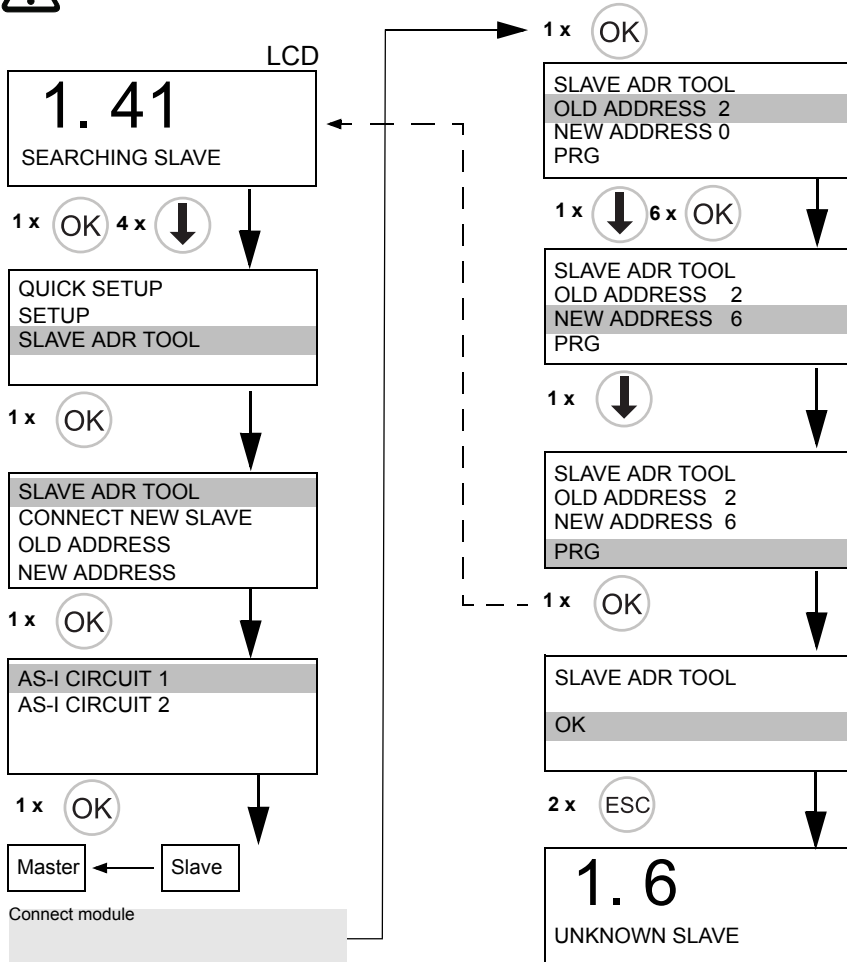 LCD
1. 41
SEARCHING SLAVE
1 x OK 4 x
QUICK SETUP
SETUP
SLAVE ADR TOOL
1 x OK
SLAVE ADR TOOL
CONNECT NEW SLAVE
OLD ADDRESS
NEW ADDRESS
1 x OK
AS-I CIRCUIT 1
AS-I CIRCUIT 2
1 x OK
Master Slave
Connect module
1 x OK
SLAVE ADR TOOL
OLD ADDRESS 2
NEW ADDRESS 0
PRG
1 x 6 x OK
SLAVE ADR TOOL
OLD ADDRESS 2
NEW ADDRESS 6
PRG
1 x
SLAVE ADR TOOL
OLD ADDRESS 2
NEW ADDRESS 6
PRG
1 x OK
SLAVE ADR TOOL
OK
2 x ESC
1. 6
UNKNOWN SLAVE